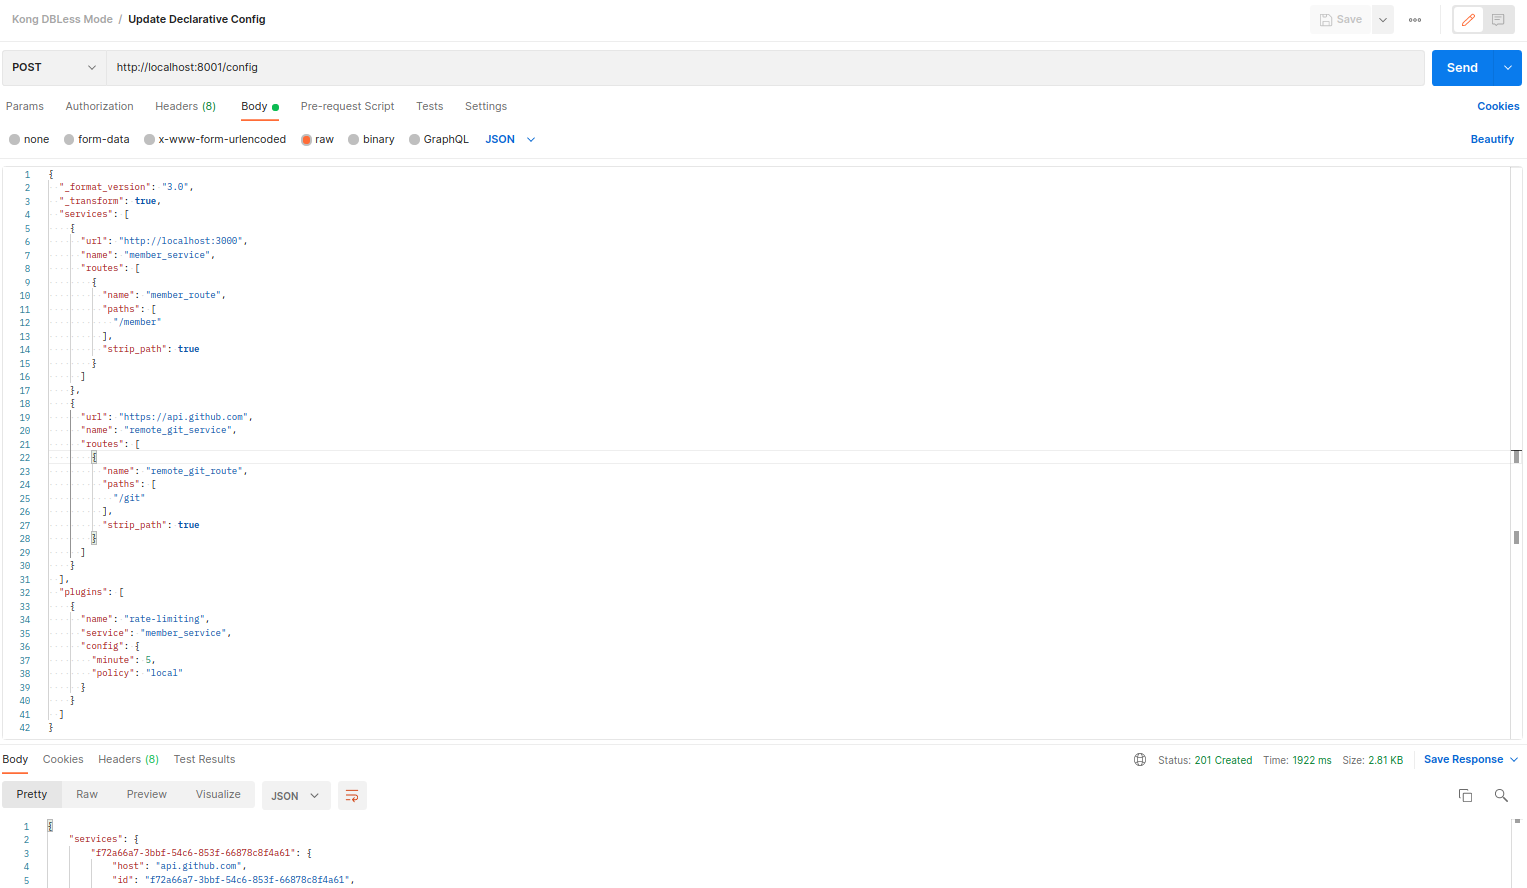 Kong DBLess Mode / Update Declarative Config
Save
POST http://localhost:8001/config Send
Params Authorization Headers (8) Body Pre-request Script Tests Settings Cookies
none form-data x-www-form-urlencoded raw binary GraphQL JSON Beautify
1 {
2 "_format_version": "3.0",
3 "_transform": true,
4 "services": [
5 {
6 "url": "http://localhost:3000",
7 "name": "member_service",
8 "routes": [
9 {
10 "name": "member_route",
11 "paths": [
12 "/member"
13 ],
14 "strip_path": true
15 }
16 ]
17 },
18 {
19 "url": "https://api.github.com",
20 "name": "remote_git_service",
21 "routes": [
22 {
23 "name": "remote_git_route",
24 "paths": [
25 "/git"
26 ],
27 "strip_path": true
28 }
29 ]
30 }
31 ],
32 "plugins": [
33 {
34 "name": "rate-limiting",
35 "service": "member_service",
36 "config": {
37 "minute": 5,
38 "policy": "local"
39 }
40 }
41 ]
42 }
Body Cookies Headers (8) Test Results Status: 201 Created Time: 1922 ms Size: 2.81 KB Save Response
Pretty Raw Preview Visualize JSON
1 {
2 "services": {
3 "f72a66a7-3bbf-54c6-853f-66878c8f4a61": {
4 "host": "api.github.com",
5 "id": "f72a66a7-3bbf-54c6-853f-66878c8f4a61",